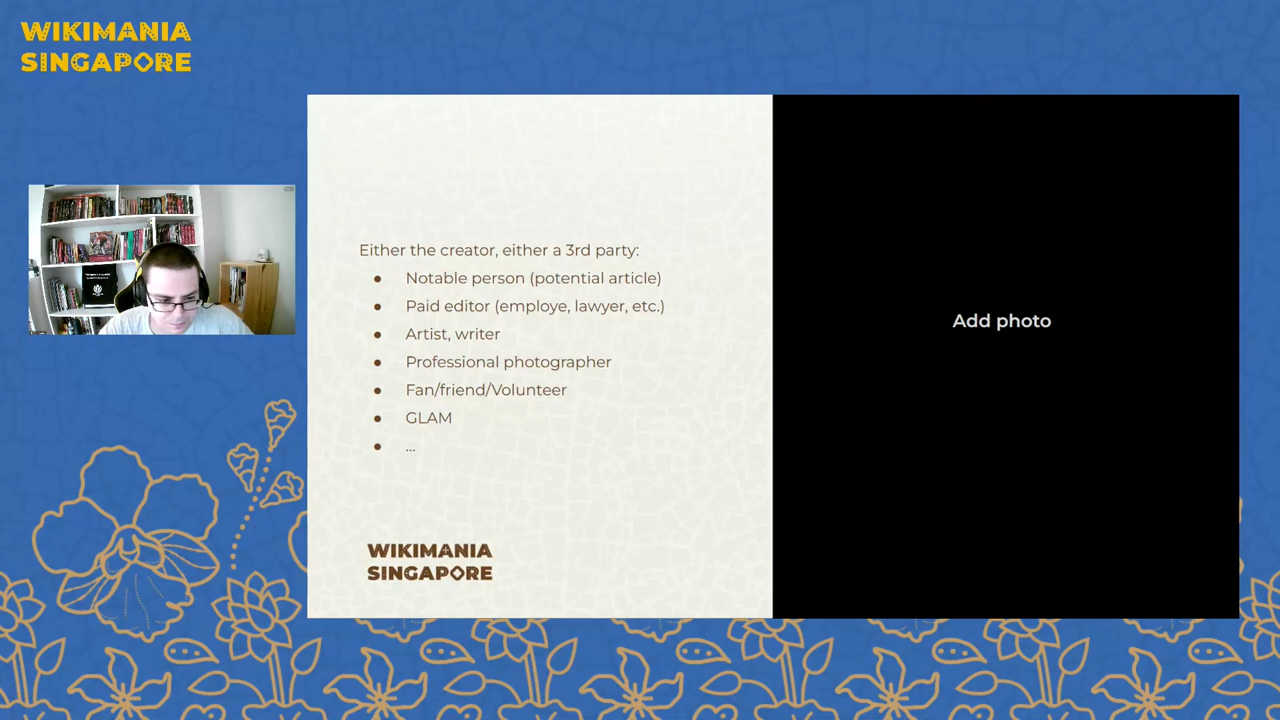 WIKIMANIA
SINGAPORE
Either the creator, either a 3rd party:
● Notable person (potential article)
● Paid editor (employe, lawyer, etc.)
● Artist, writer
● Professional photographer
● Fan/friend/Volunteer
● GLAM
● ...
WIKIMANIA
SINGAPORE
Add photo